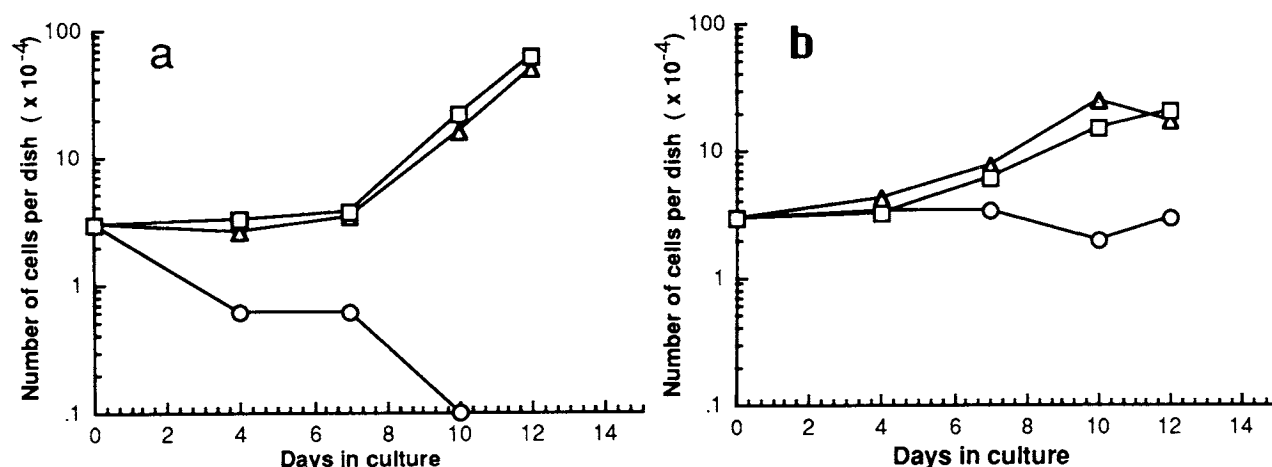 a
Number of cells per dish ( x 10⁻⁴)
100
10
1
.1
0 2 4 6 8 10 12 14
Days in culture
b
Number of cells per dish ( x 10⁻⁴)
100
10
1
.1
0 2 4 6 8 10 12 14
Days in culture